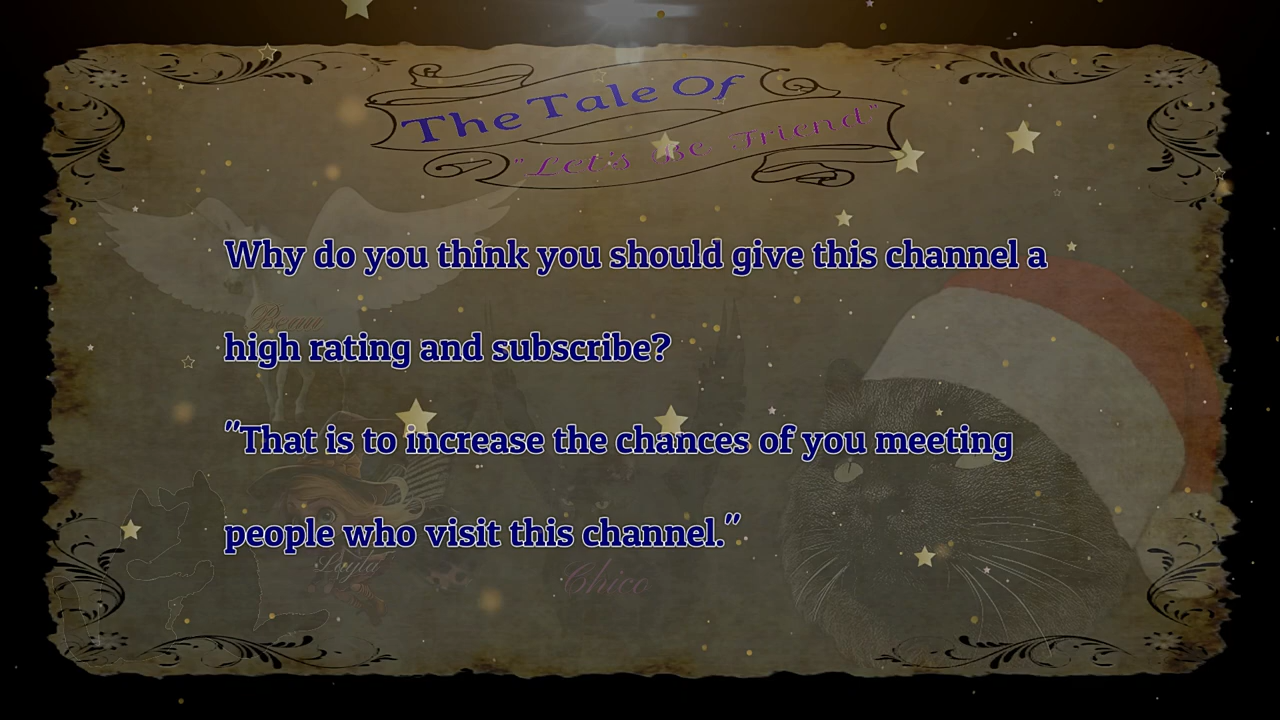 The Tale Of
"Let's Be Friend"
Why do you think you should give this channel a
high rating and subscribe?
"That is to increase the chances of you meeting
people who visit this channel."
Layla
Chico